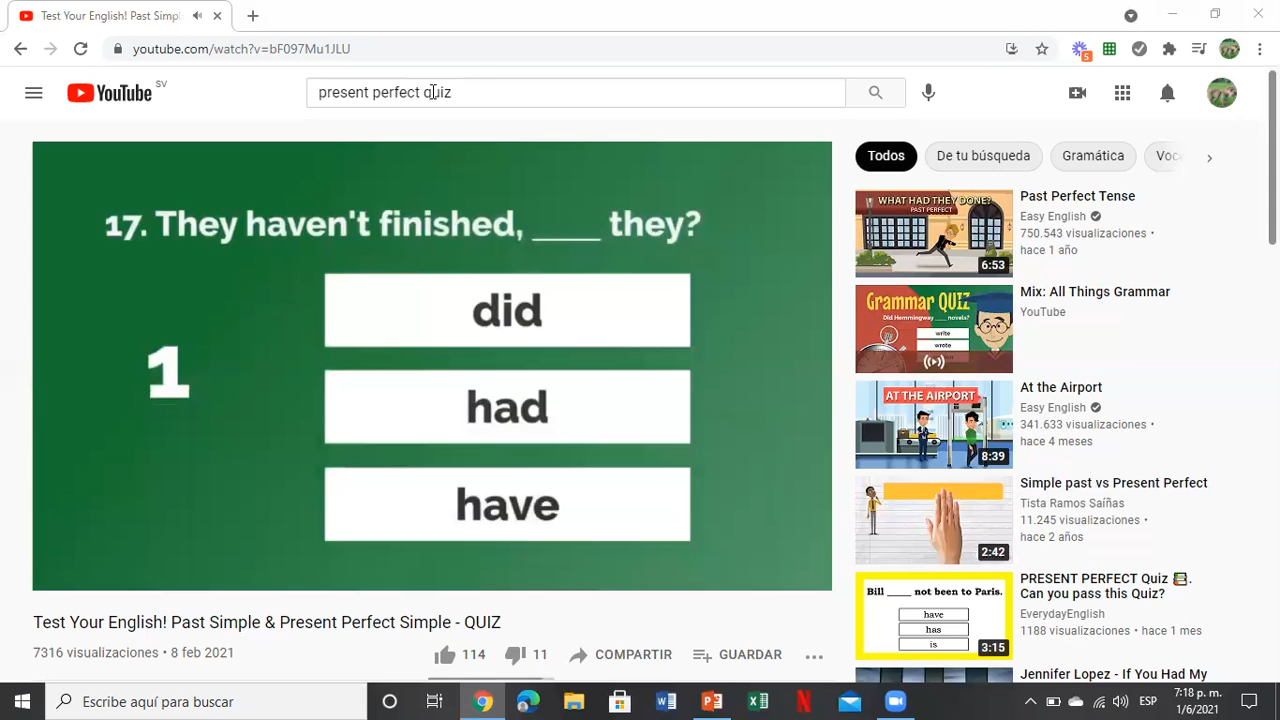 Test Your English! Past Simpl
youtube.com/watch?v=bF097Mu1JLU
5
YouTube SV
present perfect quiz
17. They haven't finished, ____ they?
did
1
had
have
Test Your English! Past Simple & Present Perfect Simple - QUIZ
7316 visualizaciones • 8 feb 2021
114
11
COMPARTIR
GUARDAR
Todos
De tu búsqueda
Gramática
WHAT HAD THEY DONE?
PAST PERFECT
6:53
Past Perfect Tense
Easy English
750.543 visualizaciones •
hace 1 año
Grammar QUIZ
Did Hemmingway ____ novels?
write
wrote
Mix: All Things Grammar
YouTube
AT THE AIRPORT
8:39
At the Airport
Easy English
341.633 visualizaciones •
hace 4 meses
2:42
Simple past vs Present Perfect
Tista Ramos Saíñas
11.245 visualizaciones •
hace 2 años
Bill ____ not been to Paris.
have
has
is
3:15
PRESENT PERFECT Quiz 📚.
Can you pass this Quiz?
EverydayEnglish
1188 visualizaciones • hace 1 mes
Jennifer Lopez - If You Had My
Escribe aquí para buscar
ESP
7:18 p. m.
1/6/2021